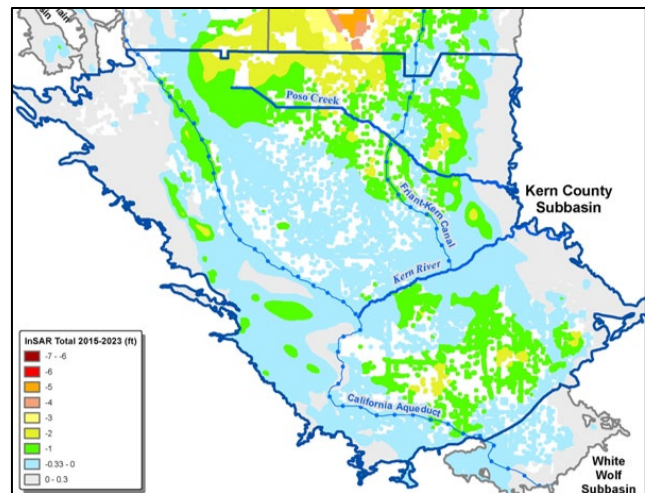 Poso Creek
Friant-Kern Canal
Kern County
Subbasin
Kern River
California Aqueduct
White
Wolf
Subbasin
InSAR Total 2015-2023 (ft)
-7 - -6
-6
-5
-4
-3
-2
-1
-0.33 - 0
0 - 0.3